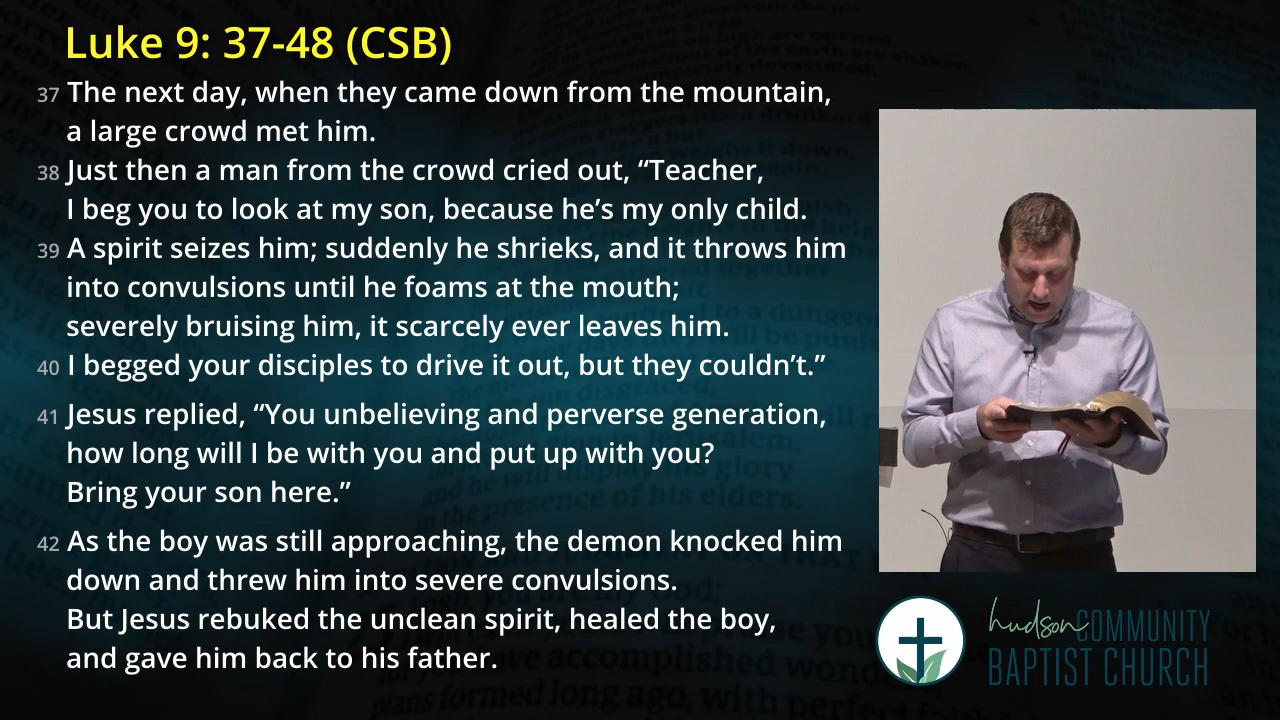 Luke 9: 37-48 (CSB)
37 The next day, when they came down from the mountain,
a large crowd met him.
38 Just then a man from the crowd cried out, “Teacher,
I beg you to look at my son, because he’s my only child.
39 A spirit seizes him; suddenly he shrieks, and it throws him
into convulsions until he foams at the mouth;
severely bruising him, it scarcely ever leaves him.
40 I begged your disciples to drive it out, but they couldn’t.”
41 Jesus replied, “You unbelieving and perverse generation,
how long will I be with you and put up with you?
Bring your son here.”
42 As the boy was still approaching, the demon knocked him
down and threw him into severe convulsions.
But Jesus rebuked the unclean spirit, healed the boy,
and gave him back to his father.
hudson COMMUNITY
BAPTIST CHURCH